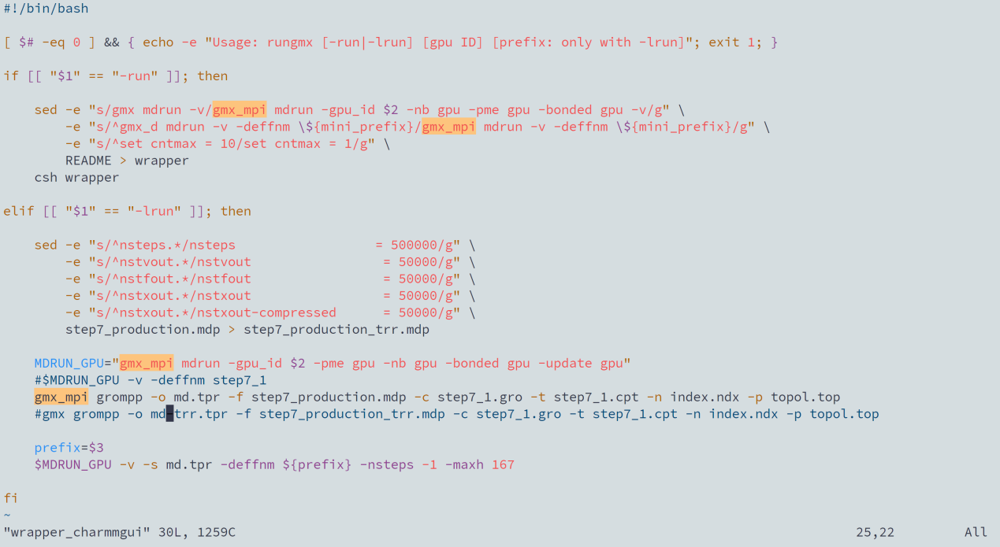 #!/bin/bash

[ $# -eq 0 ] && { echo -e "Usage: rungmx [-run|-lrun] [gpu ID] [prefix: only with -lrun]"; exit 1; }

if [[ "$1" == "-run" ]]; then

    sed -e "s/gmx mdrun -v/gmx_mpi mdrun -gpu_id $2 -nb gpu -pme gpu -bonded gpu -v/g" \
        -e "s/^gmx_d mdrun -v -deffnm \${mini_prefix}/gmx_mpi mdrun -v -deffnm \${mini_prefix}/g" \
        -e "s/^set cntmax = 10/set cntmax = 1/g" \
        README > wrapper
    csh wrapper

elif [[ "$1" == "-lrun" ]]; then

    sed -e "s/^nsteps.*/nsteps                  = 500000/g" \
        -e "s/^nstvout.*/nstvout                 = 50000/g" \
        -e "s/^nstfout.*/nstfout                 = 50000/g" \
        -e "s/^nstxout.*/nstxout                 = 50000/g" \
        -e "s/^nstxout.*/nstxout-compressed      = 50000/g" \
        step7_production.mdp > step7_production_trr.mdp

    MDRUN_GPU="gmx_mpi mdrun -gpu_id $2 -pme gpu -nb gpu -bonded gpu -update gpu"
    #$MDRUN_GPU -v -deffnm step7_1
    gmx_mpi grompp -o md.tpr -f step7_production.mdp -c step7_1.gro -t step7_1.cpt -n index.ndx -p topol.top
    #gmx grompp -o md-trr.tpr -f step7_production_trr.mdp -c step7_1.gro -t step7_1.cpt -n index.ndx -p topol.top

    prefix=$3
    $MDRUN_GPU -v -s md.tpr -deffnm ${prefix} -nsteps -1 -maxh 167

fi
~
"wrapper_charmmgui" 30L, 1259C 25,22 All